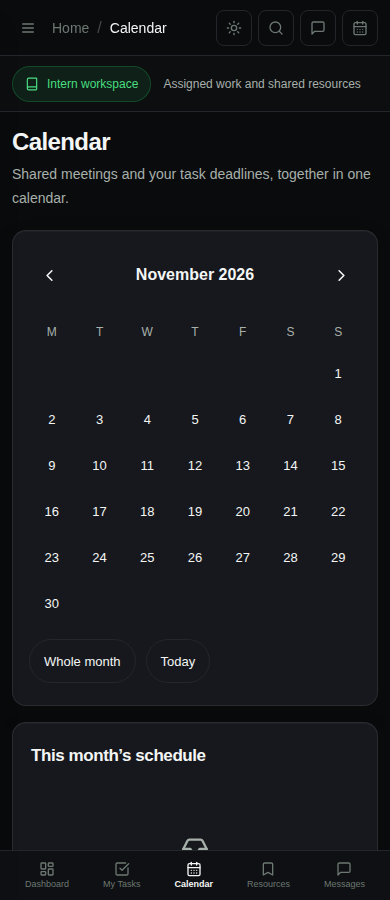 Home / Calendar
Intern workspace Assigned work and shared resources
Calendar
Shared meetings and your task deadlines, together in one
calendar.
November 2026
M T W T F S S
1
2 3 4 5 6 7 8
9 10 11 12 13 14 15
16 17 18 19 20 21 22
23 24 25 26 27 28 29
30
Whole month Today
This month’s schedule
Dashboard My Tasks Calendar Resources Messages